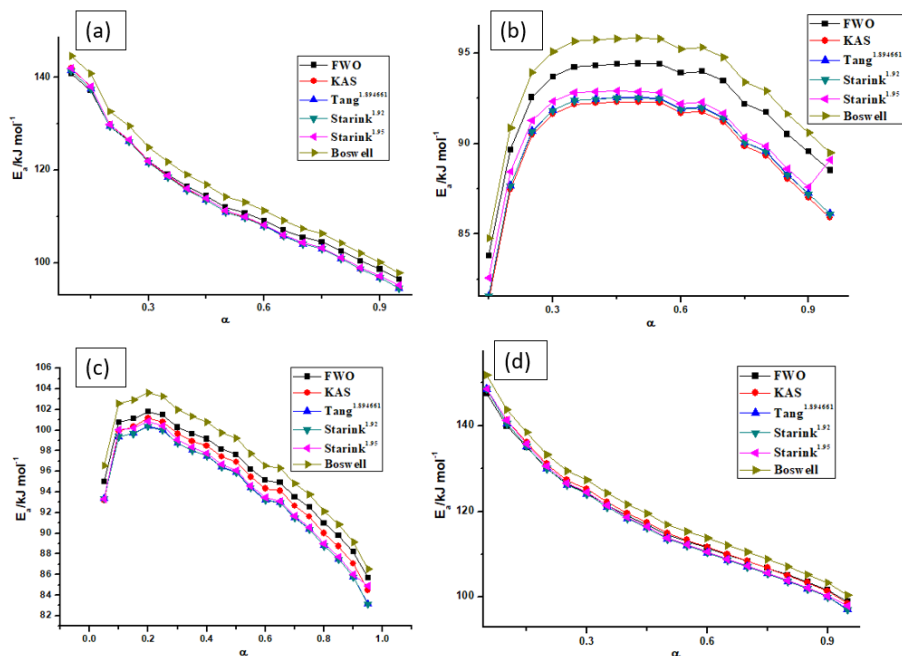 (a)
FWO
KAS
Tang1.894661
Starink1.92
Starink1.95
Boswell
140
120
100
0.3
0.6
0.9
Ea/kJ mol-1
α
(b)
FWO
KAS
Tang1.894661
Starink1.92
Starink1.95
Boswell
95
90
85
0.3
0.6
0.9
Ea/kJ mol-1
α
(c)
FWO
KAS
Tang1.894661
Starink1.92
Starink1.95
Boswell
106
104
102
100
98
96
94
92
90
88
86
84
82
0.0
0.2
0.4
0.6
0.8
1.0
Ea/kJ mol-1
α
(d)
FWO
KAS
Tang1.894661
Starink1.92
Starink1.95
Boswell
140
120
100
0.3
0.6
0.9
Ea/kJ mol-1
α